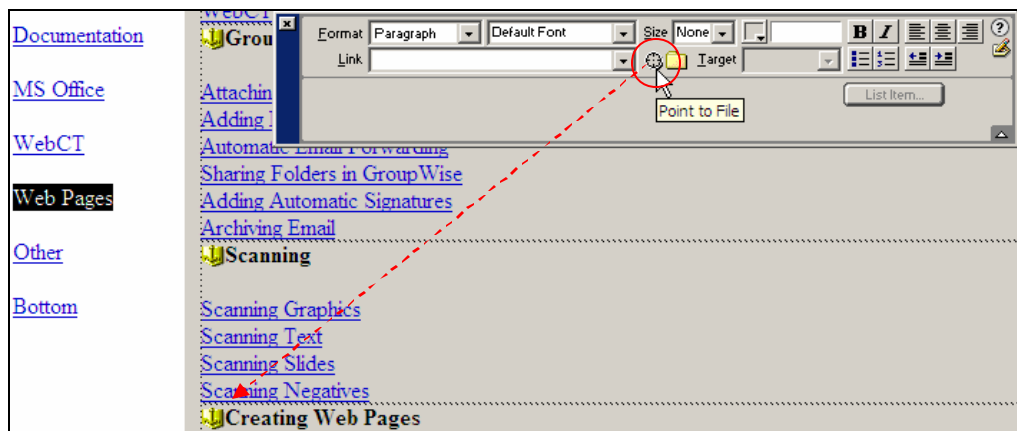 Documentation
MS Office
WebCT
Web Pages
Other
Bottom
WebCT
Grou
Format Paragraph Default Font Size None B I
Link Target
Point to File
List Item...
Attachin
Adding
Automatic Email Forwarding
Sharing Folders in GroupWise
Adding Automatic Signatures
Archiving Email
Scanning
Scanning Graphics
Scanning Text
Scanning Slides
Scanning Negatives
Creating Web Pages